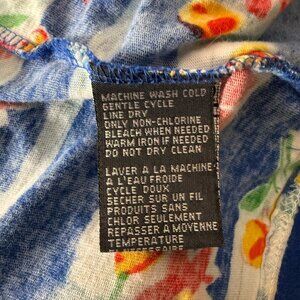 MACHINE WASH COLD
GENTLE CYCLE
LINE DRY
ONLY NON-CHLORINE
BLEACH WHEN NEEDED
WARM IRON IF NEEDED
DO NOT DRY CLEAN
LAVER A LA MACHINE
A L'EAU FROIDE
CYCLE DOUX
SECHER SUR UN FIL
PRODUITS SANS
CHLOR SEULEMENT
REPASSER A MOYENNE
TEMPERATURE
NECESSAIRE